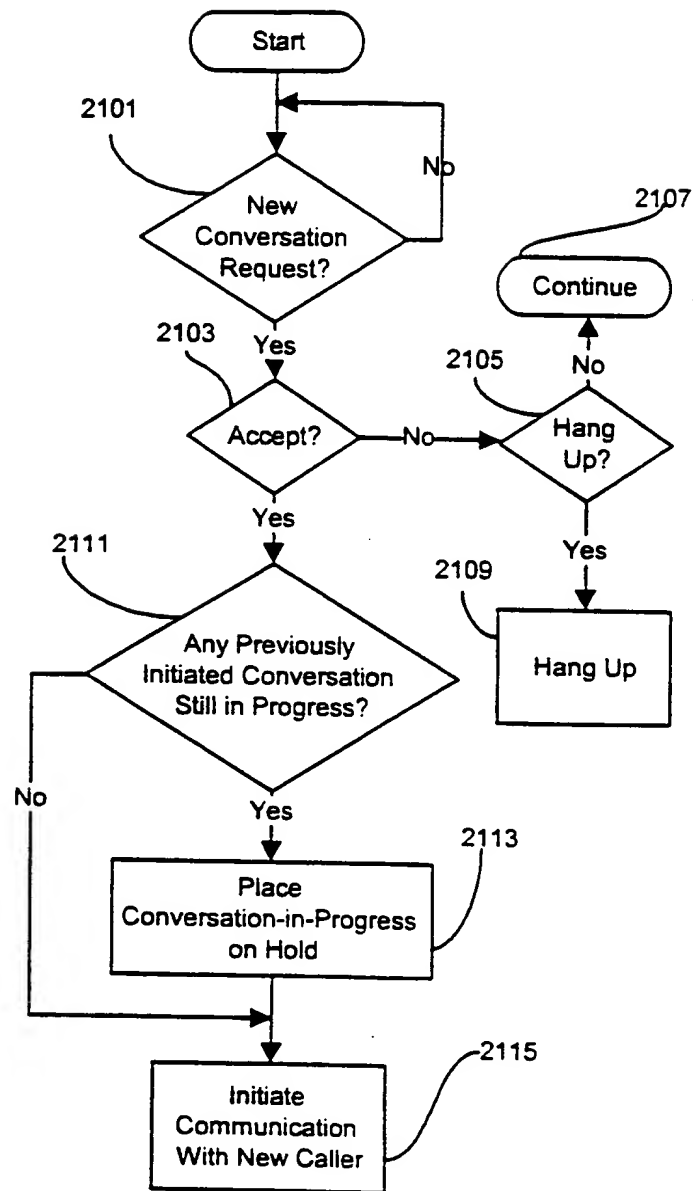 Start
2101
No
New
Conversation
Request?
2107
Continue
Yes
2103
No
2105
Accept?
No
Hang
Up?
Yes
Yes
2111
2109
Any Previously
Initiated Conversation
Still in Progress?
Hang Up
No
Yes
2113
Place
Conversation-in-Progress
on Hold
2115
Initiate
Communication
With New Caller